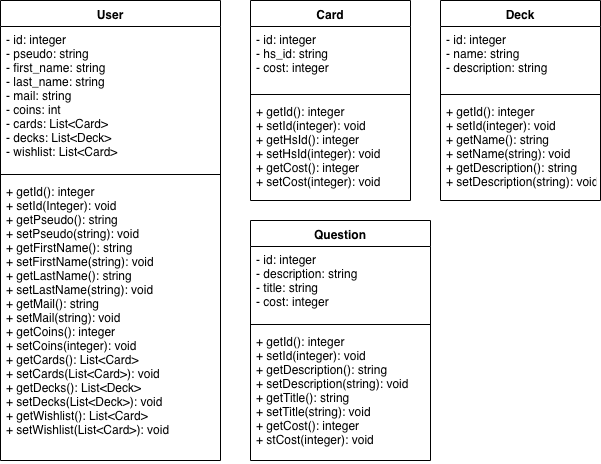 User
- id: integer
- pseudo: string
- first_name: string
- last_name: string
- mail: string
- coins: int
- cards: List<Card>
- decks: List<Deck>
- wishlist: List<Card>
+ getId(): integer
+ setId(Integer): void
+ getPseudo(): string
+ setPseudo(string): void
+ getFirstName(): string
+ setFirstName(string): void
+ getLastName(): string
+ setLastName(string): void
+ getMail(): string
+ setMail(string): void
+ getCoins(): integer
+ setCoins(integer): void
+ getCards(): List<Card>
+ setCards(List<Card>): void
+ getDecks(): List<Deck>
+ setDecks(List<Deck>): void
+ getWishlist(): List<Card>
+ setWishlist(List<Card>): void
Card
- id: integer
- hs_id: string
- cost: integer
+ getId(): integer
+ setId(integer): void
+ getHsId(): integer
+ setHsId(integer): void
+ getCost(): integer
+ setCost(integer): void
Deck
- id: integer
- name: string
- description: string
+ getId(): integer
+ setId(integer): void
+ getName(): string
+ setName(string): void
+ getDescription(): string
+ setDescription(string): voic
Question
- id: integer
- description: string
- title: string
- cost: integer
+ getId(): integer
+ setId(integer): void
+ getDescription(): string
+ setDescription(string): void
+ getTitle(): string
+ setTitle(string): void
+ getCost(): integer
+ stCost(integer): void